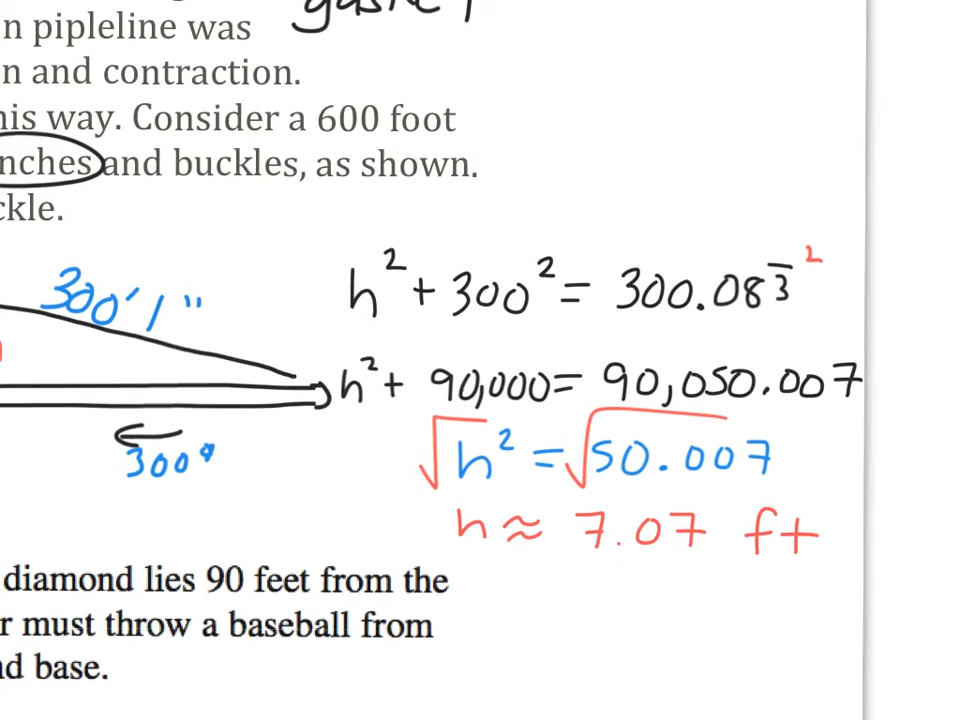 n pipleline was
n and contraction.
his way. Consider a 600 foot
nches and buckles, as shown.
ckle.
300' 1"
h² + 300² = 300.083̅²
h² + 90,000 = 90,050.007
300'
√h² = √50.007
h ≈ 7.07 ft
diamond lies 90 feet from the
r must throw a baseball from
nd base.